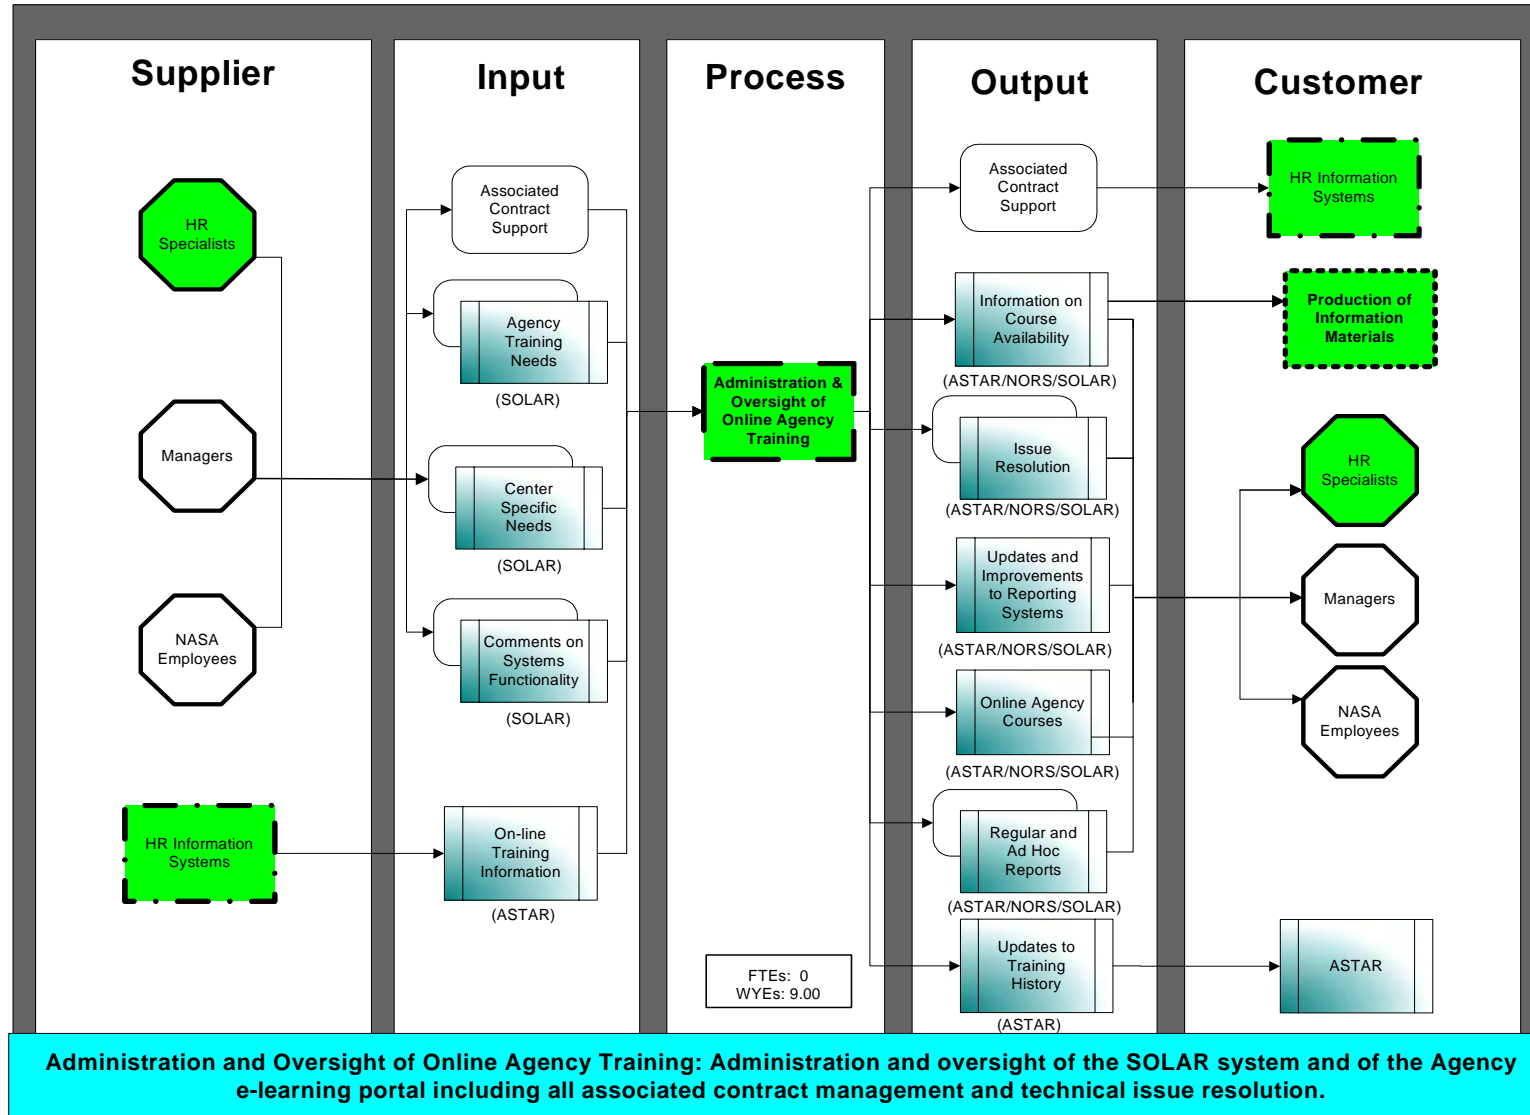 Supplier
Input
Process
Output
Customer
HR
Specialists
Managers
NASA
Employees
HR Information
Systems
Associated
Contract
Support
Agency
Training
Needs
(SOLAR)
Center
Specific
Needs
(SOLAR)
Comments on
Systems
Functionality
(SOLAR)
On-line
Training
Information
(ASTAR)
Administration &
Oversight of
Online Agency
Training
FTEs: 0
WYEs: 9.00
Associated
Contract
Support
Information on
Course
Availability
(ASTAR/NORS/SOLAR)
Issue
Resolution
(ASTAR/NORS/SOLAR)
Updates and
Improvements
to Reporting
Systems
(ASTAR/NORS/SOLAR)
Online Agency
Courses
(ASTAR/NORS/SOLAR)
Regular and
Ad Hoc
Reports
(ASTAR/NORS/SOLAR)
Updates to
Training
History
(ASTAR)
HR Information
Systems
Production of
Information
Materials
HR
Specialists
Managers
NASA
Employees
ASTAR
Administration and Oversight of Online Agency Training: Administration and oversight of the SOLAR system and of the Agency
e-learning portal including all associated contract management and technical issue resolution.